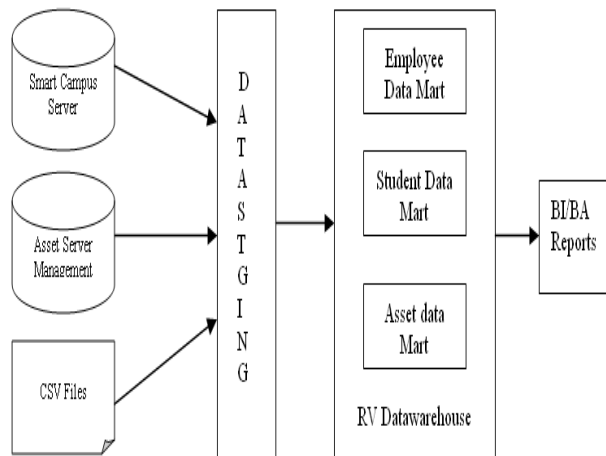 Smart Campus
Server
Asset Server
Management
CSV Files
D
A
T
A
S
T
G
I
N
G
Employee
Data Mart
Student Data
Mart
Asset data
Mart
RV Datawarehouse
BI/BA
Reports